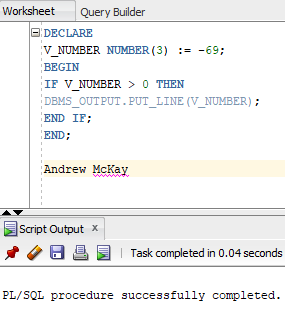 Worksheet Query Builder
DECLARE
V_NUMBER NUMBER(3) := -69;
BEGIN
IF V_NUMBER > 0 THEN
DBMS_OUTPUT.PUT_LINE(V_NUMBER);
END IF;
END;
Andrew McKay
Script Output x
Task completed in 0.04 seconds
PL/SQL procedure successfully completed.